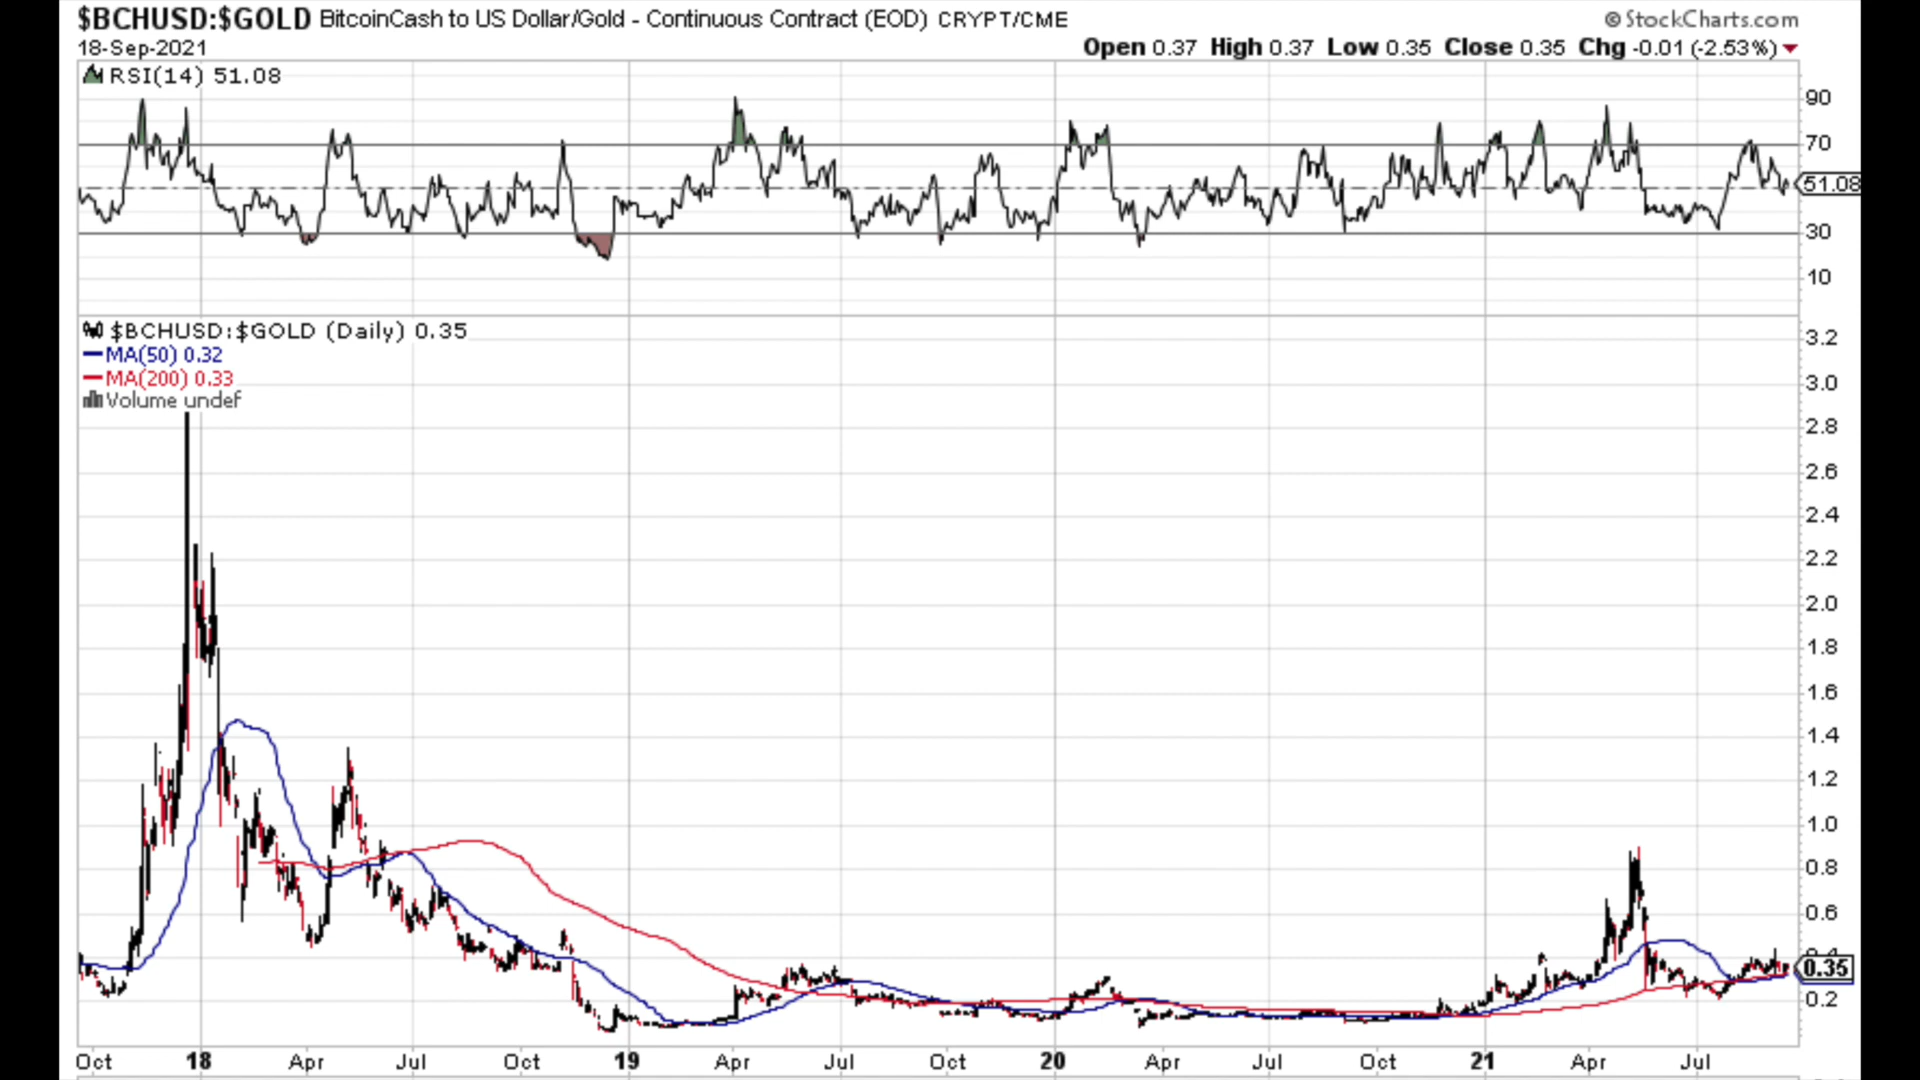 $BCHUSD:$GOLD BitcoinCash to US Dollar/Gold - Continuous Contract (EOD) CRYPT/CME © StockCharts.com
18-Sep-2021 Open 0.37 High 0.37 Low 0.35 Close 0.35 Chg -0.01 (-2.53%)
RSI(14) 51.08
90
70
51.08
30
10
$BCHUSD:$GOLD (Daily) 0.35
MA(50) 0.32
MA(200) 0.33
Volume undef
3.2
3.0
2.8
2.6
2.4
2.2
2.0
1.8
1.6
1.4
1.2
1.0
0.8
0.6
0.4
0.35
0.2
Oct 18 Apr Jul Oct 19 Apr Jul Oct 20 Apr Jul Oct 21 Apr Jul